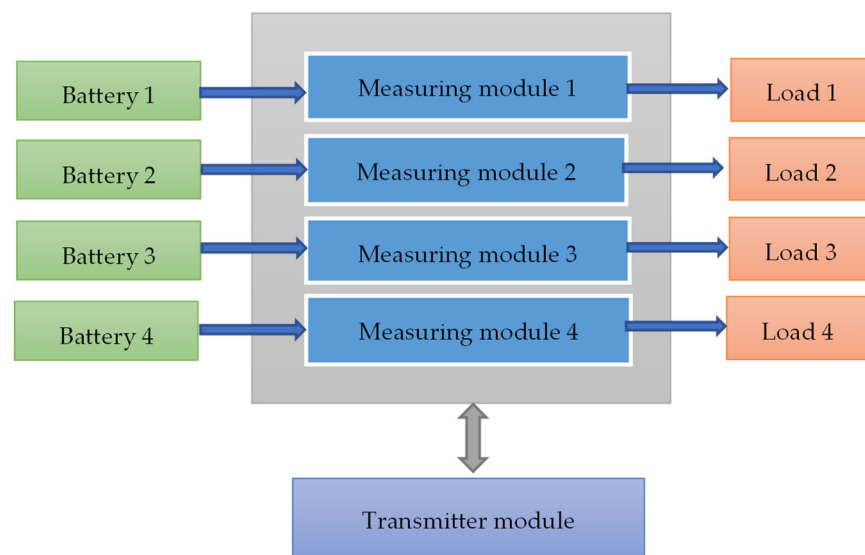 Battery 1
Measuring module 1
Load 1
Battery 2
Measuring module 2
Load 2
Battery 3
Measuring module 3
Load 3
Battery 4
Measuring module 4
Load 4
Transmitter module